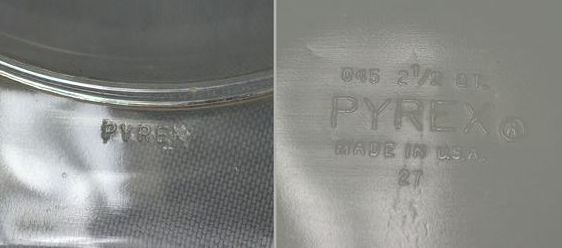 PYREX
045 2 1/2 QT.
PYREX ®
MADE IN U.S.A.
27